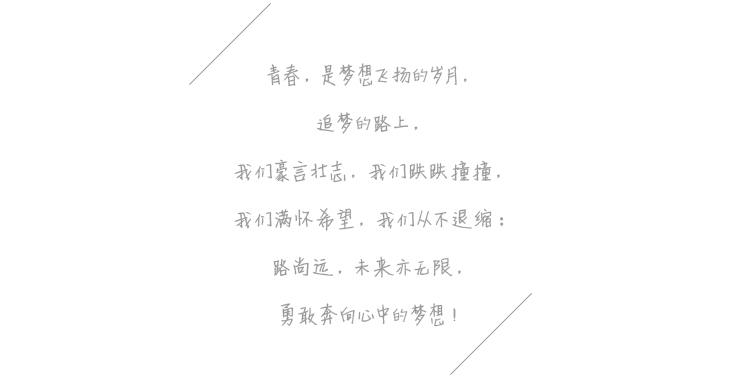 青春，是梦想飞扬的岁月，
追梦的路上，
我们豪言壮志，我们跌跌撞撞，
我们满怀希望，我们从不退缩：
路尚远，未来亦无限，
勇敢奔向心中的梦想！